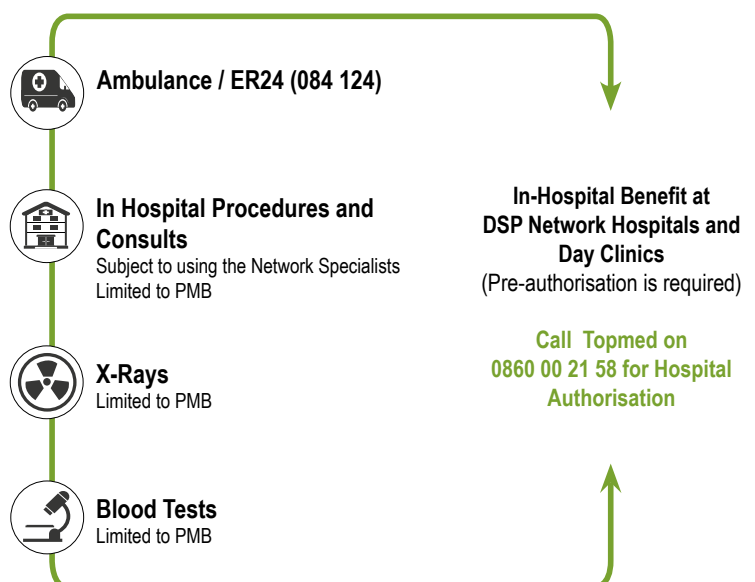 Ambulance / ER24 (084 124)
In Hospital Procedures and
Consults
Subject to using the Network Specialists
Limited to PMB
X-Rays
Limited to PMB
Blood Tests
Limited to PMB
In-Hospital Benefit at
DSP Network Hospitals and
Day Clinics
(Pre-authorisation is required)
Call Topmed on
0860 00 21 58 for Hospital
Authorisation